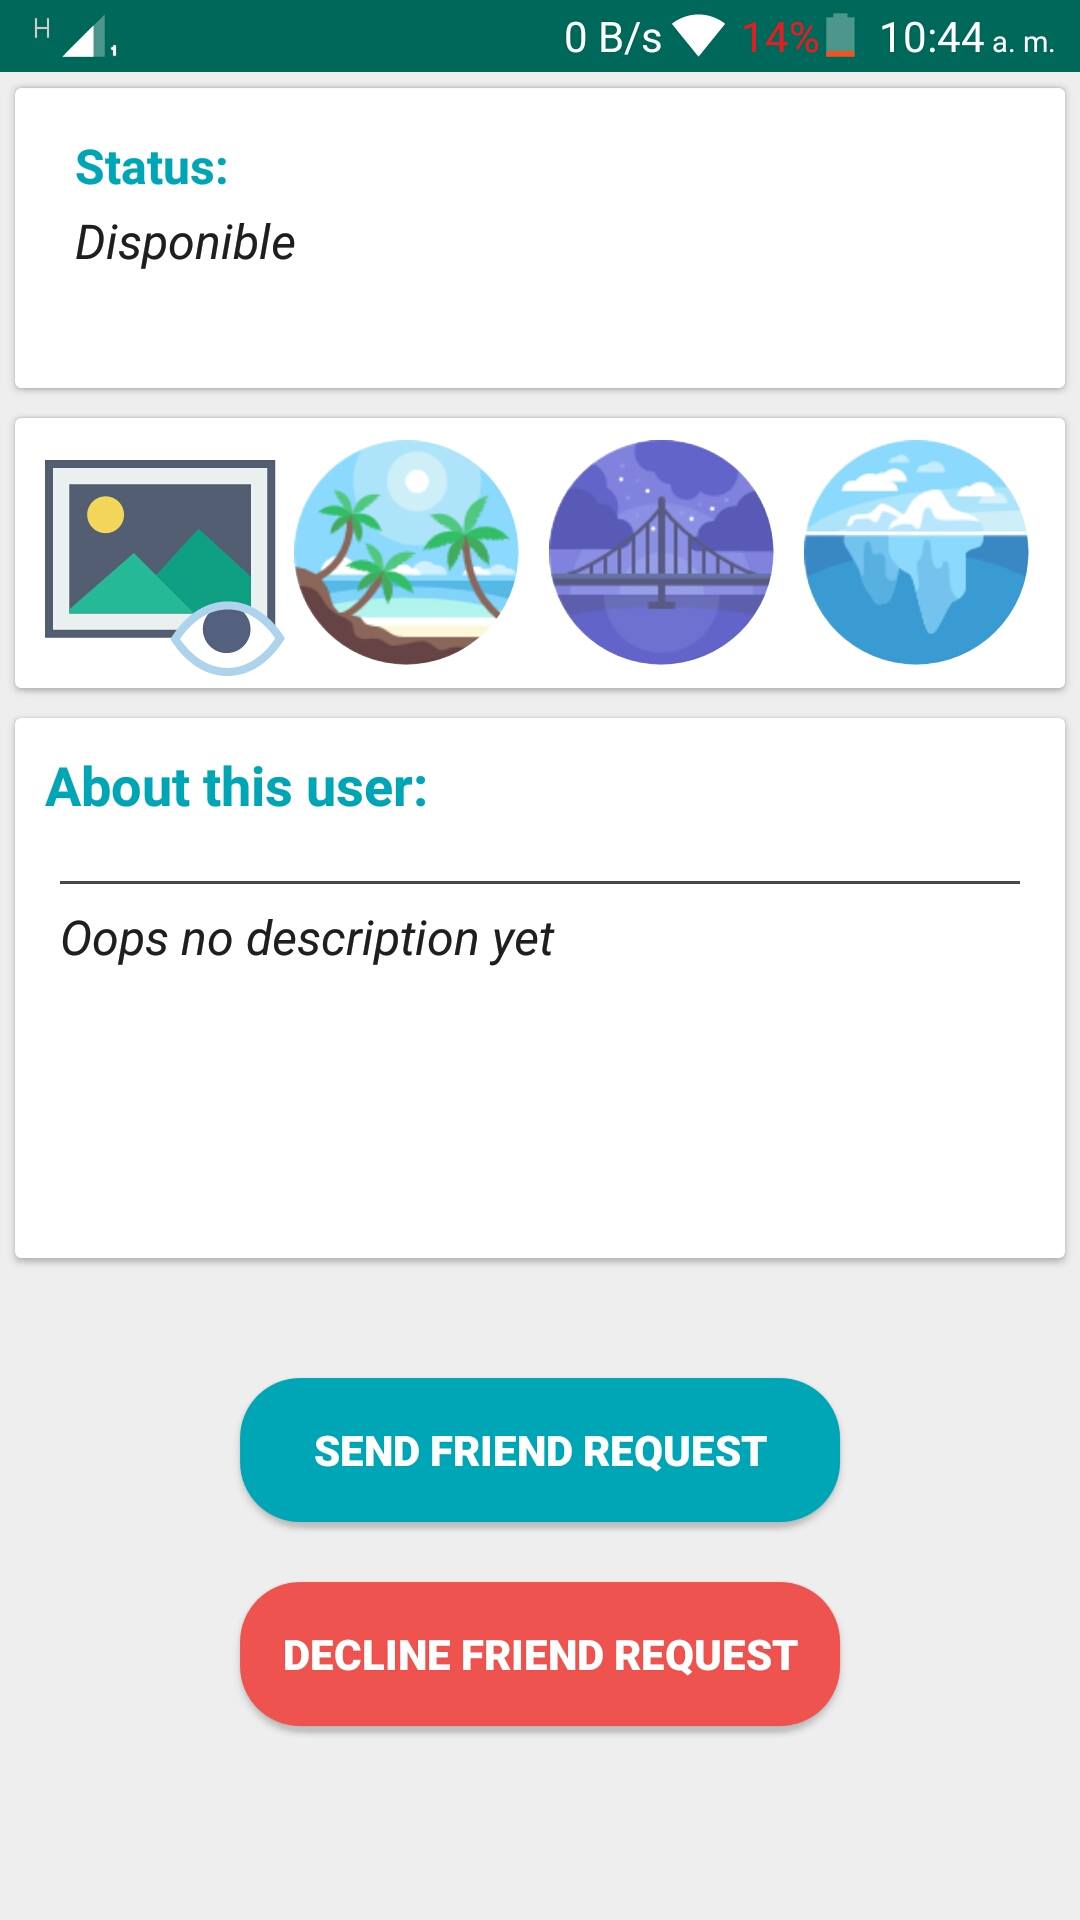 H 1 0 B/s 14% 10:44 a. m.
Status:
Disponible
About this user:
Oops no description yet
SEND FRIEND REQUEST
DECLINE FRIEND REQUEST